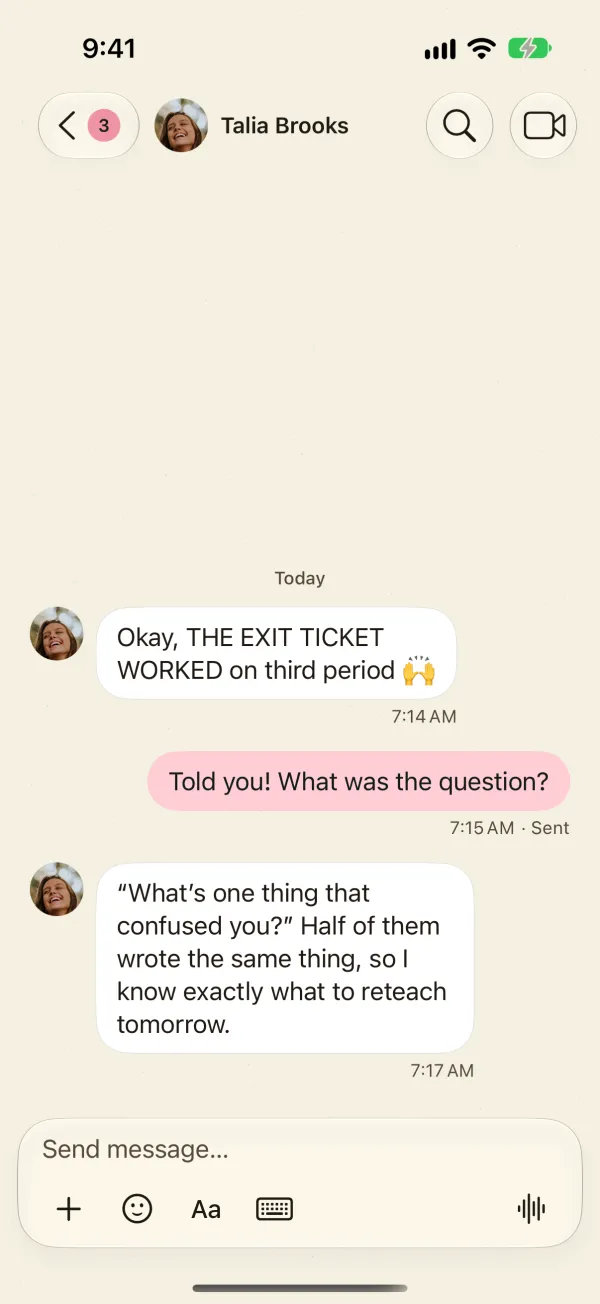 9:41
3
Talia Brooks
Today
Okay, THE EXIT TICKET
WORKED on third period 🙌
7:14 AM
Told you! What was the question?
7:15 AM · Sent
“What’s one thing that
confused you?” Half of them
wrote the same thing, so I
know exactly what to reteach
tomorrow.
7:17 AM
Send message...
Aa